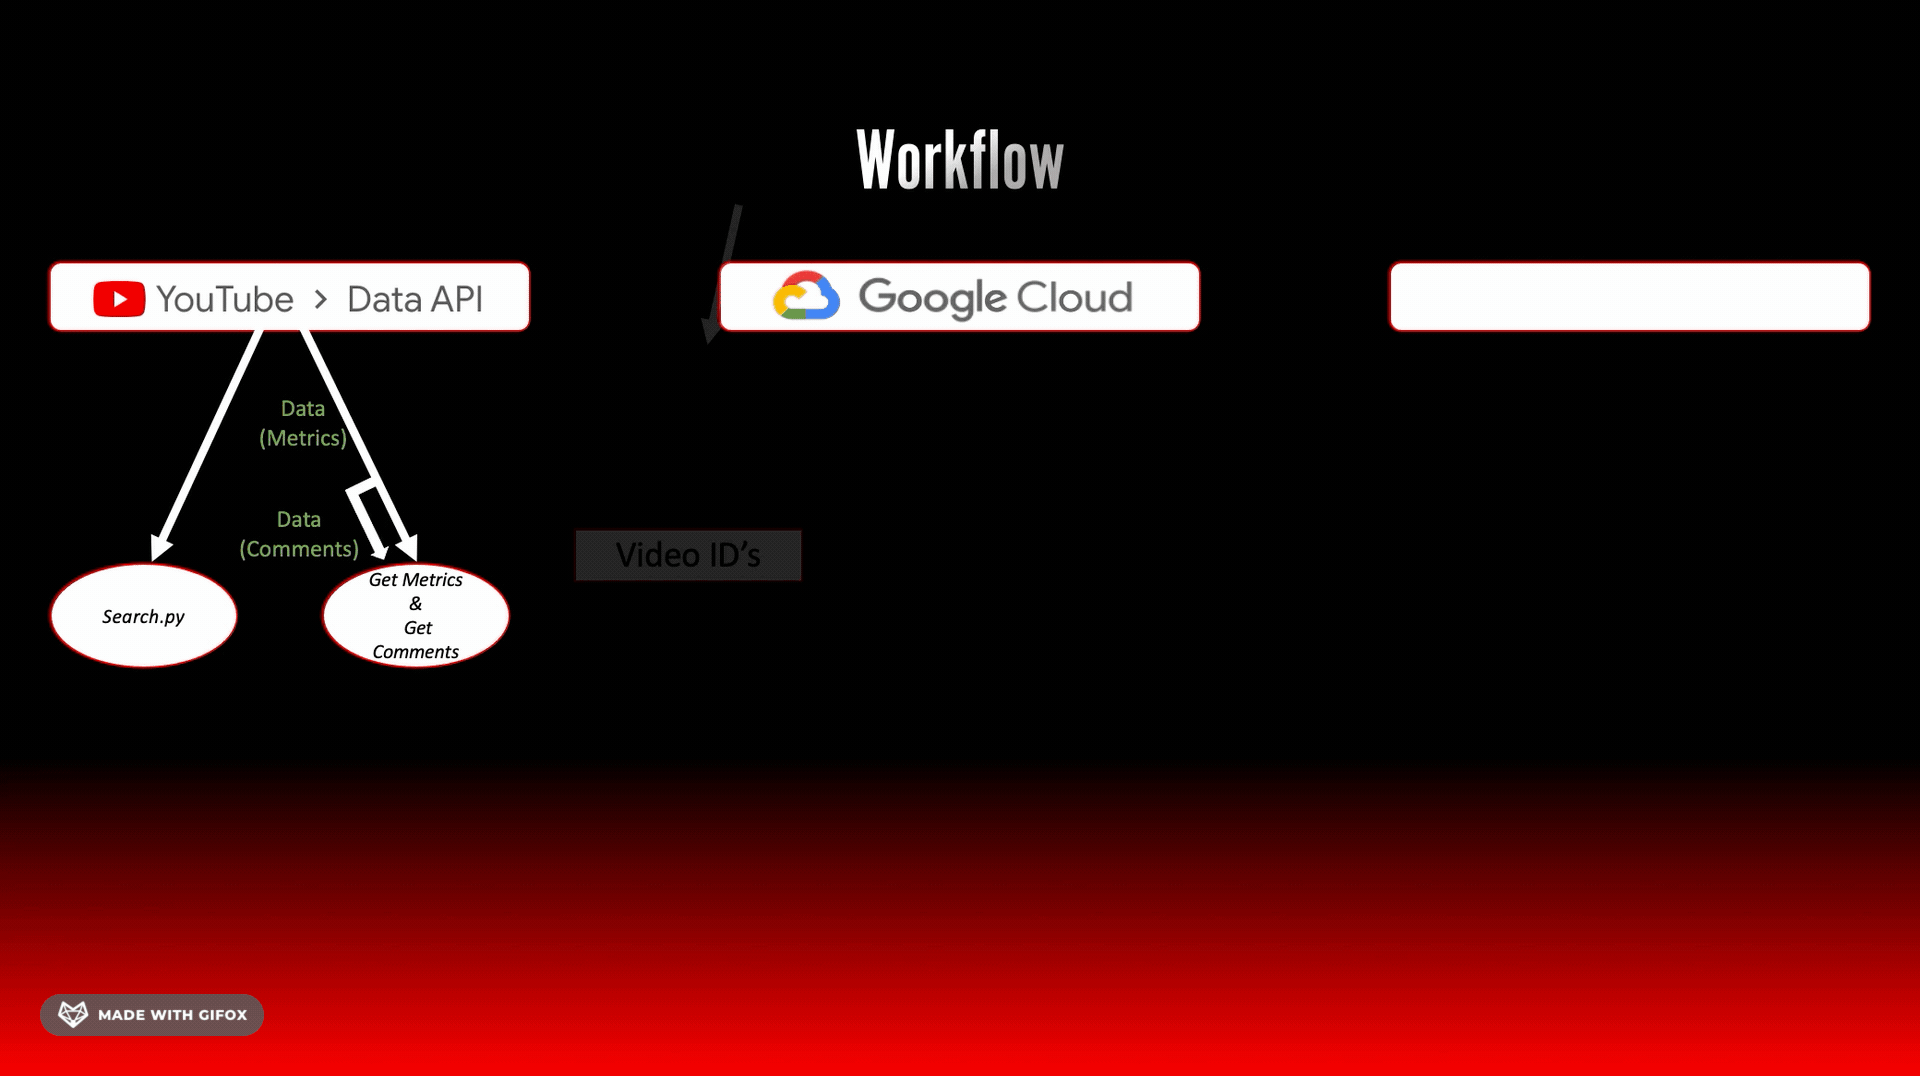 Workflow
YouTube > Data API
Google Cloud
Data
(Metrics)
Data
(Comments)
Video ID’s
Search.py
Get Metrics
&
Get
Comments
MADE WITH GIFOX